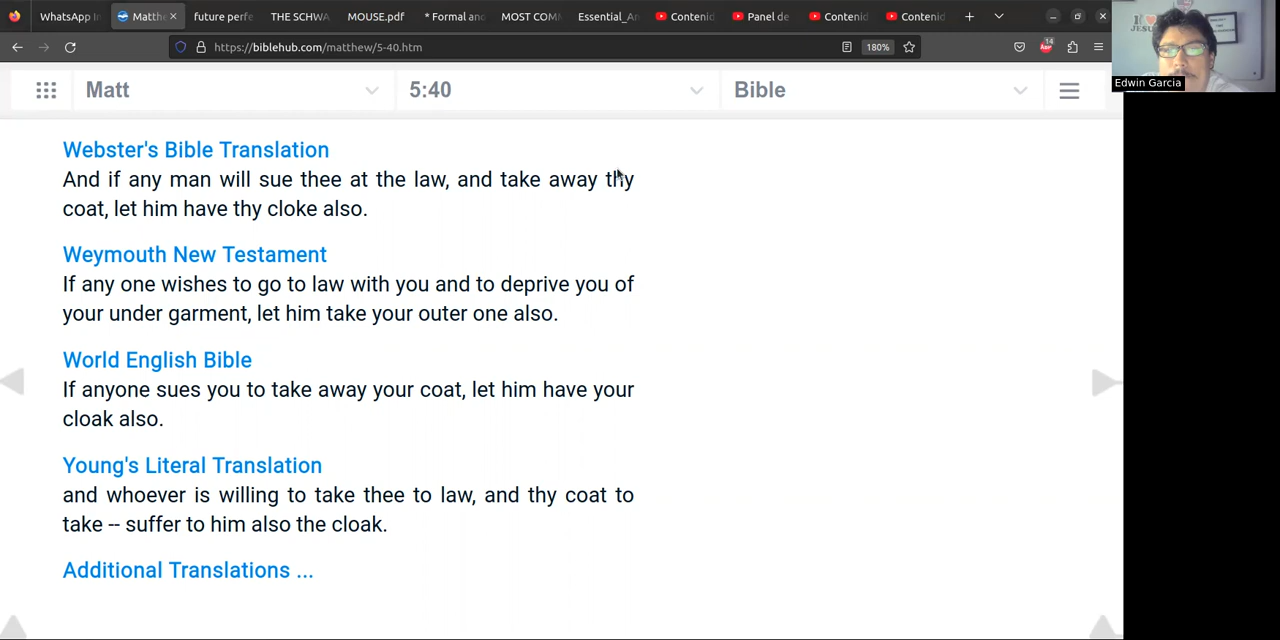 WhatsApp
Matthe
future perfe
THE SCHWA
MOUSE.pdf
* Formal and
MOST COM
Essential_An
Contenid
Panel de
Contenid
Contenid
https://biblehub.com/matthew/5-40.htm
180%
14
Matt
5:40
Bible
Edwin Garcia
Webster's Bible Translation
And if any man will sue thee at the law, and take away thy
coat, let him have thy cloke also.
Weymouth New Testament
If any one wishes to go to law with you and to deprive you of
your under garment, let him take your outer one also.
World English Bible
If anyone sues you to take away your coat, let him have your
cloak also.
Young's Literal Translation
and whoever is willing to take thee to law, and thy coat to
take -- suffer to him also the cloak.
Additional Translations ...